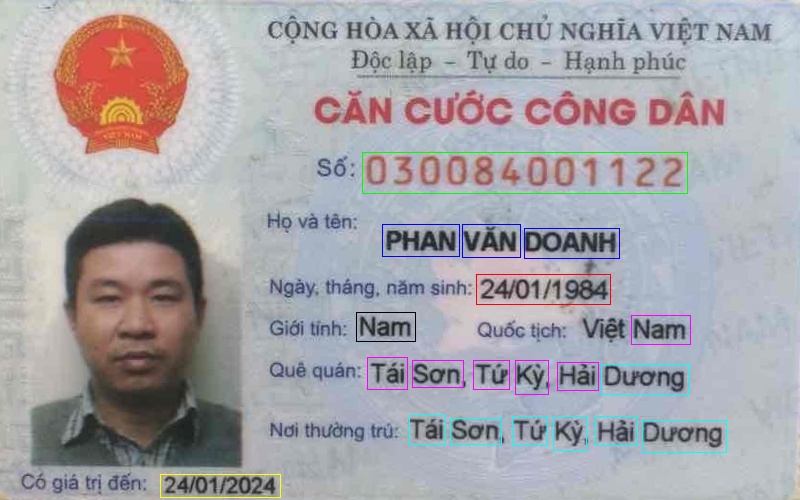 CỘNG HÒA XÃ HỘI CHỦ NGHĨA VIỆT NAM
Độc lập - Tự do - Hạnh phúc
CĂN CƯỚC CÔNG DÂN
VIỆT NAM
Số: 030084001122
Họ và tên: PHAN VĂN DOANH
Ngày, tháng, năm sinh: 24/01/1984
Giới tính: Nam Quốc tịch: Việt Nam
Quê quán: Tái Sơn, Tứ Kỳ, Hải Dương
Nơi thường trú: Tái Sơn, Tứ Kỳ, Hải Dương
Có giá trị đến: 24/01/2024